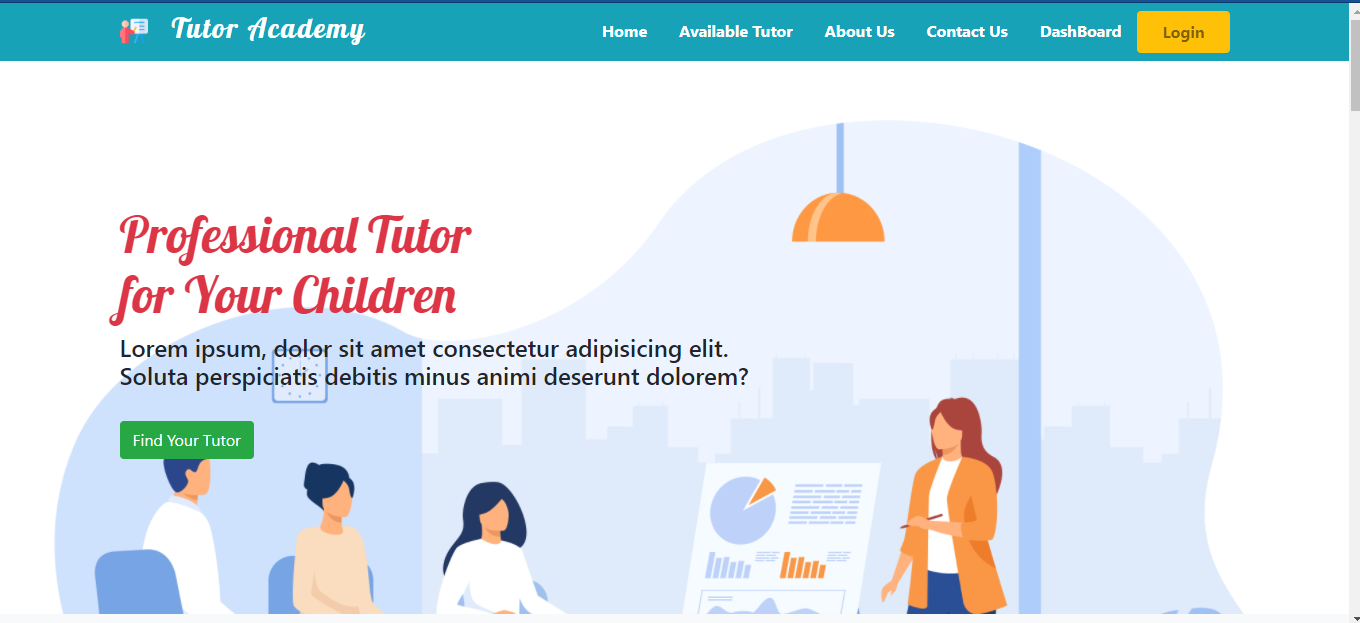 Tutor Academy
Home Available Tutor About Us Contact Us DashBoard Login
Professional Tutor
for Your Children
Lorem ipsum, dolor sit amet consectetur adipisicing elit.
Soluta perspiciatis debitis minus animi deserunt dolorem?
Find Your Tutor